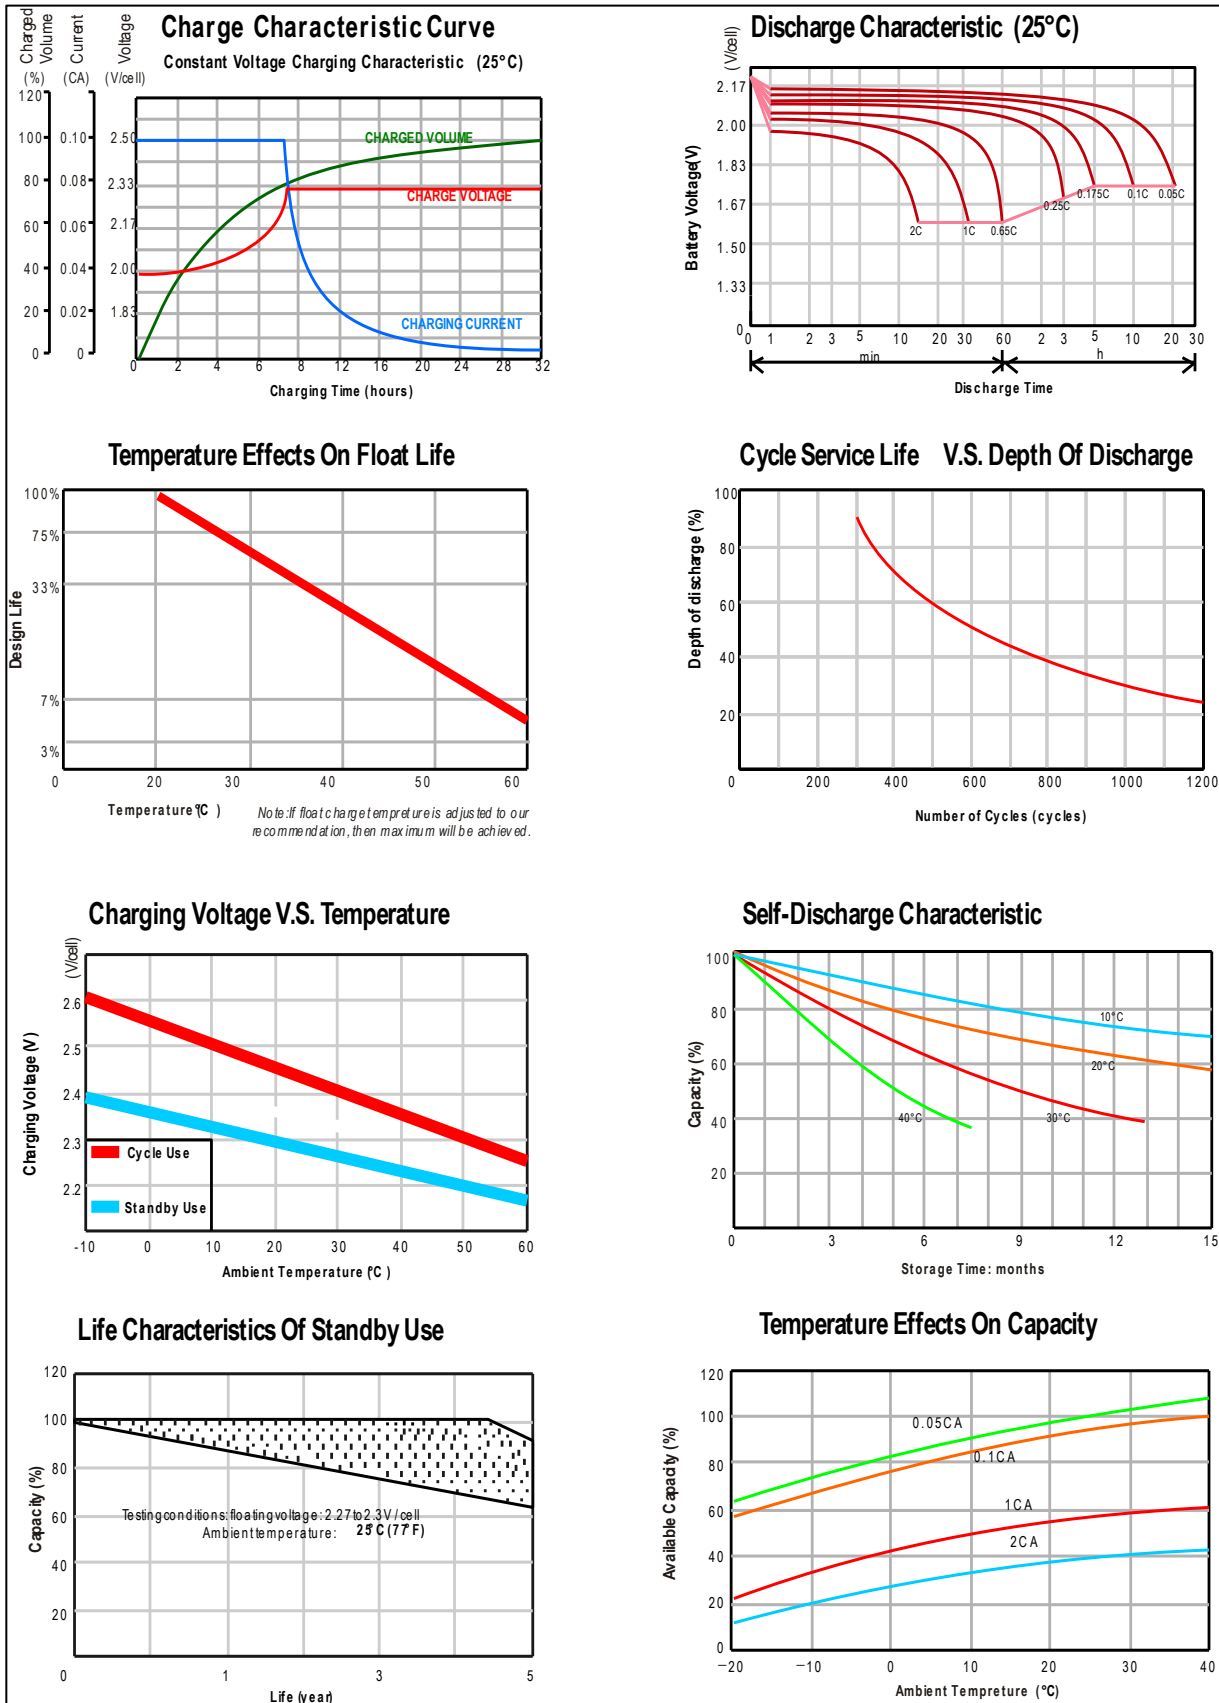 Charge Characteristic Curve
Constant Voltage Charging Characteristic (25°C)
Charged Volume Current Voltage
(%) (CA) (V/cell)
120
100 0.10 2.50
80 0.08 2.33
60 0.06 2.17
40 0.04 2.00
20 0.02 1.83
0 0
CHARGED VOLUME
CHARGE VOLTAGE
CHARGING CURRENT
0 2 4 6 8 10 12 16 20 24 28 32
Charging Time (hours)
Discharge Characteristic (25°C)
(V/cell)
Battery Voltage(V)
2.17
2.00
1.83
1.67
1.50
1.33
0
2C 1C 0.65C 0.25C 0.175C 0.1C 0.05C
0 1 2 3 5 10 20 30 60 2 3 5 10 20 30
min h
Discharge Time
Temperature Effects On Float Life
Design Life
100%
75%
33%
7%
3%
0 20 30 40 50 60
Temperature(°C )
Note:If float charge tempreture is adjusted to our
recommendation, then maximum will be achieved.
Cycle Service Life V.S. Depth Of Discharge
Depth of discharge (%)
100
80
60
40
20
0 200 400 600 800 1000 1200
Number of Cycles (cycles)
Charging Voltage V.S. Temperature
(V/cell)
Charging Voltage (V)
2.6
2.5
2.4
2.3
2.2
Cycle Use
Standby Use
-10 0 10 20 30 40 50 60
Ambient Temperature (°C )
Self-Discharge Characteristic
Capacity (%)
100
80
60
40
20
10°C
20°C
30°C
40°C
0 3 6 9 12 15
Storage Time: months
Life Characteristics Of Standby Use
Capacity (%)
120
100
80
60
40
20
Testing conditions: floating voltage: 2.27 to 2.3V / cell
Ambient temperature: 25°C (77°F)
0 1 3 5
Life (year)
Temperature Effects On Capacity
Available Capacity (%)
120
100
80
60
40
20
0
0.05CA
0.1CA
1CA
2CA
-20 -10 0 10 20 30 40
Ambient Tempreture (°C)